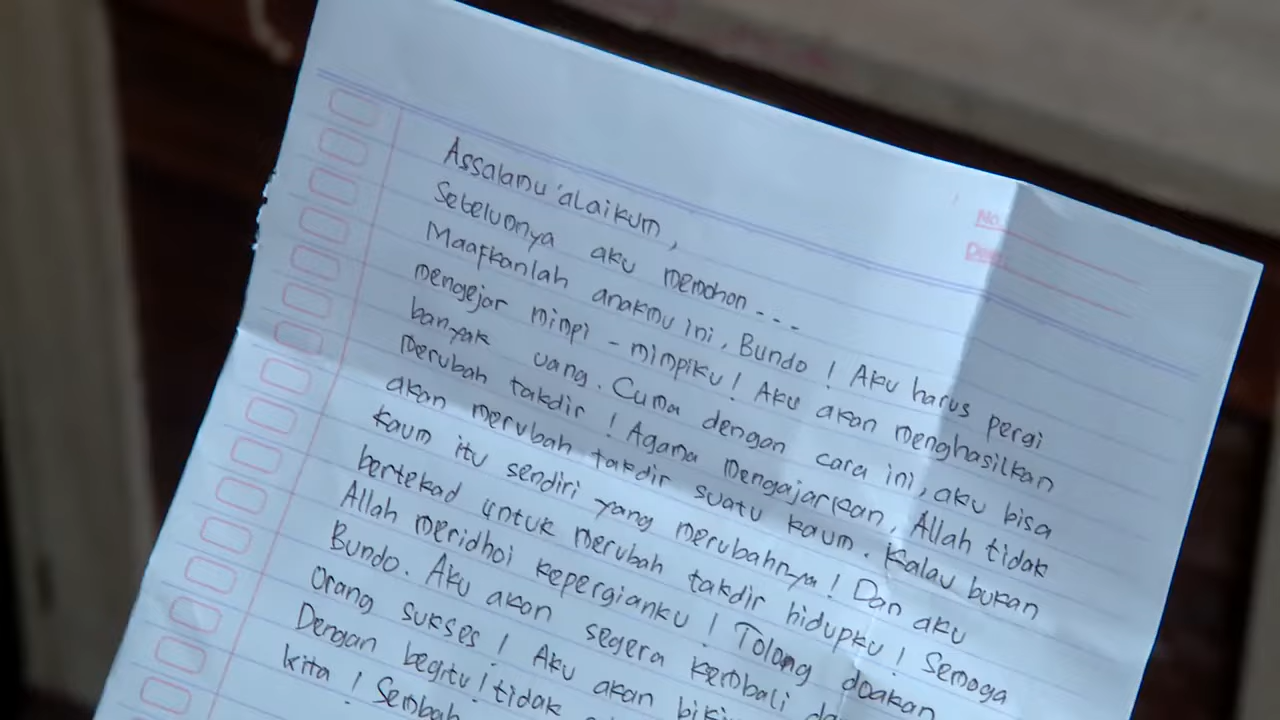 No.
Assalamu'alaikum,
Sebelumnya aku memohon ---
Maafkanlah anakmu ini, Bundo! Aku harus pergi
mengejar mimpi-mimpiku! Aku akan menghasilkan
banyak uang. Cuma dengan cara ini, aku bisa
merubah takdir! Agama mengajarkan, Allah tidak
akan merubah takdir suatu kaum. Kalau bukan
kaum itu sendiri yang merubahnya! Dan aku
bertekad untuk merubah takdir hidupku! Semoga
Allah meridhoi kepergianku! Tolong doakan
Bundo. Aku akan segera kembali
orang sukses! Aku akan
Dengan begitu! tidak
kita! Sembah